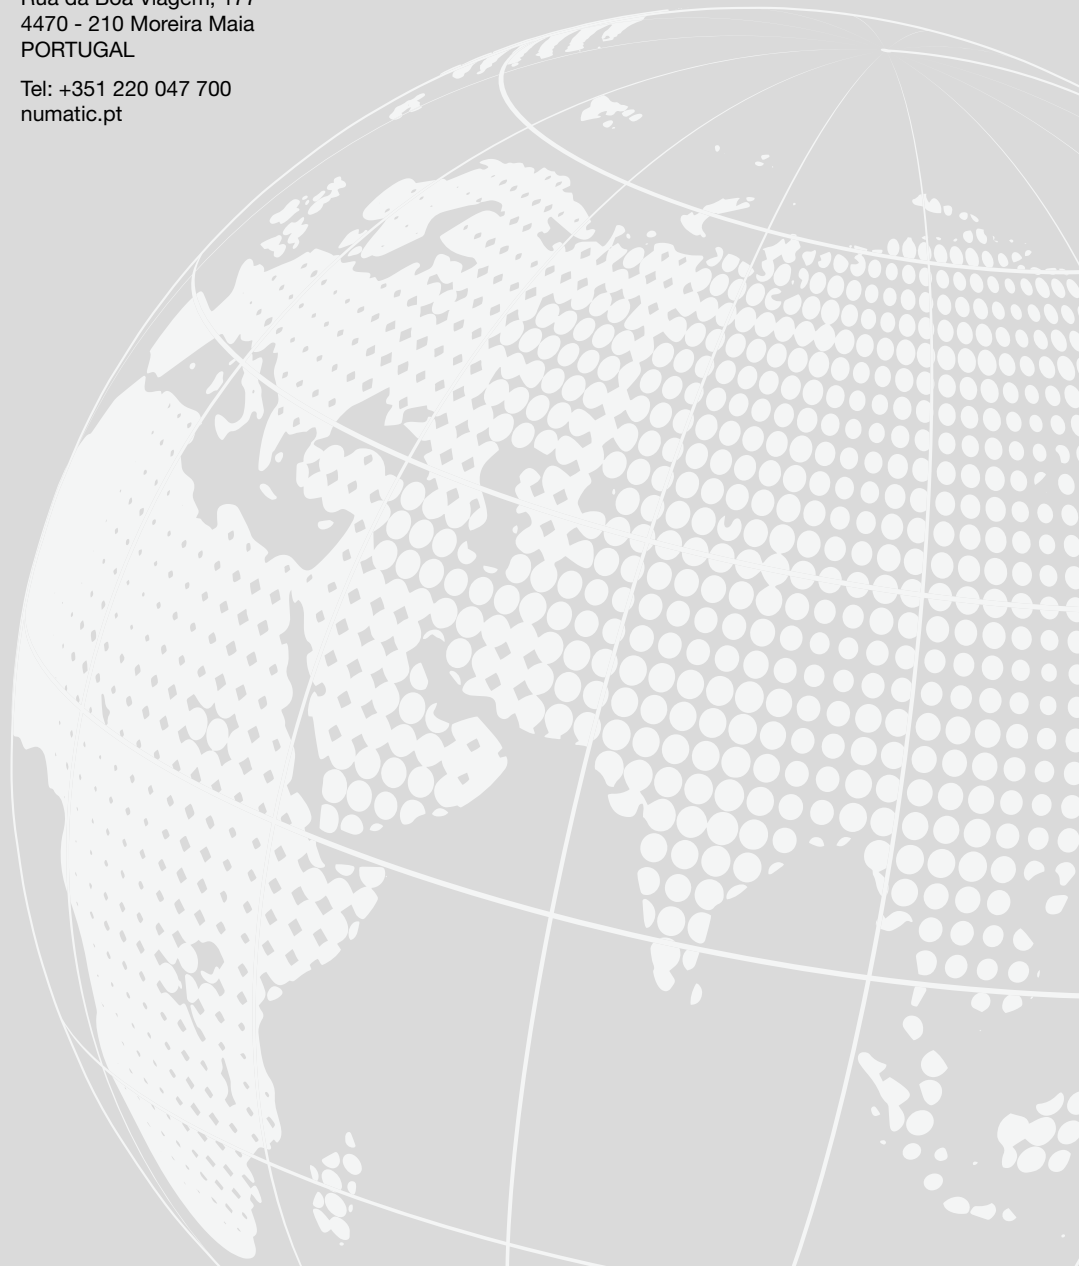 Rua da Boa Viagem, 177
4470 - 210 Moreira Maia
PORTUGAL
Tel: +351 220 047 700
numatic.pt